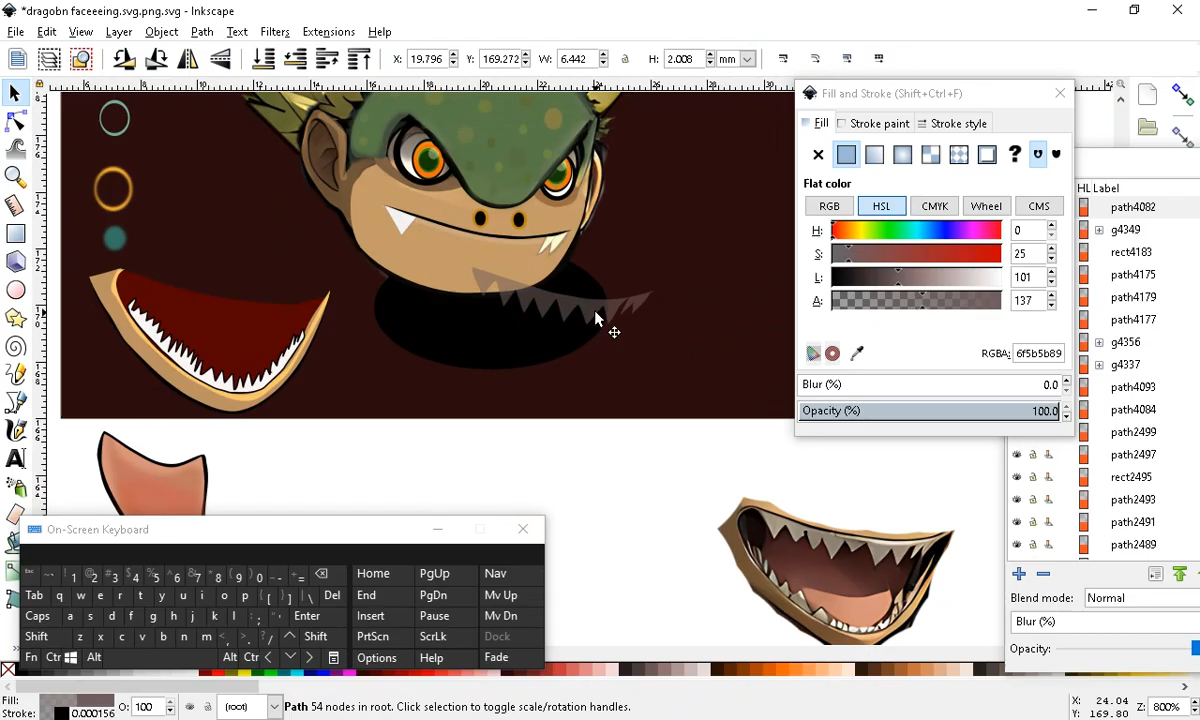 *dragobn faceeeing.svg.png.svg - Inkscape
File Edit View Layer Object Path Text Filters Extensions Help
X: 19.796 Y: 169.272 W: 6.442 H: 2.008 mm
Fill and Stroke (Shift+Ctrl+F)
Fill Stroke paint Stroke style
Flat color
RGB HSL CMYK Wheel CMS
H: 0
S: 25
L: 101
A: 137
RGBA: 6f5b5b89
Blur (%) 0.0
Opacity (%) 100.0
HL Label
path4082
g4349
rect4183
path4175
path4179
path4177
g4356
g4337
path4093
path4084
path2499
path2497
rect2495
path2493
path2491
path2489
Blend mode: Normal
Blur (%)
Opacity:
On-Screen Keyboard
Esc ~` !1 @2 #3 $4 %5 ^6 &7 *8 (9 )0 _- += Home PgUp Nav
Tab q w e r t y u i o p {[ }] |\ Del End PgDn Mv Up
Caps a s d f g h j k l :; "' Enter Insert Pause Mv Dn
Shift z x c v b n m <, >. ?/ Shift PrtScn ScrLk Dock
Fn Ctrl Alt Alt Ctrl Options Help Fade
Fill:
Stroke: 0.000156
O: 100
(root)
Path 54 nodes in root. Click selection to toggle scale/rotation handles.
X: 24.04
Y: 169.80
Z: 800%